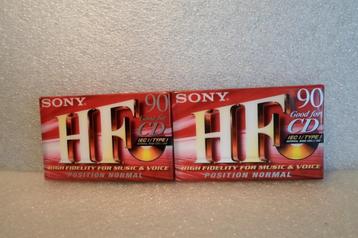 SONY
HF 90
Good for
CD
IEC I / TYPE I
HIGH FIDELITY FOR MUSIC & VOICE
POSITION NORMAL
SONY
HF 90
Good for
CD
IEC I / TYPE I
HIGH FIDELITY FOR MUSIC & VOICE
POSITION NORMAL